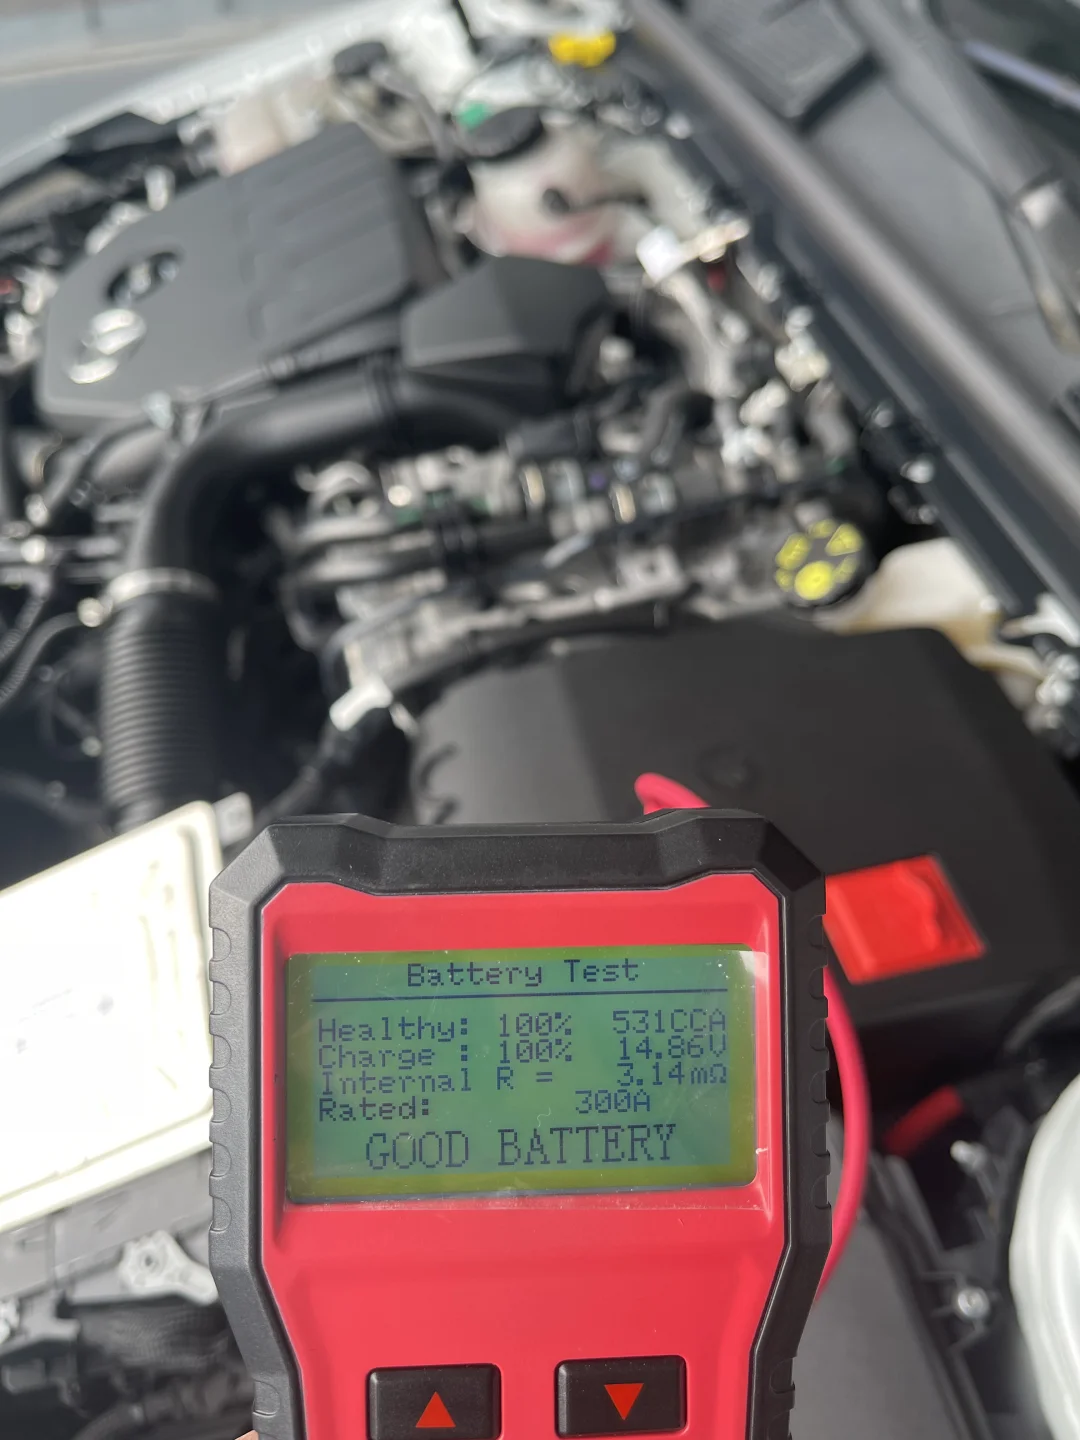 Battery Test
Healthy: 100% 531CCA
Charge : 100% 14.86V
Internal R = 3.14mΩ
Rated: 300A
GOOD BATTERY